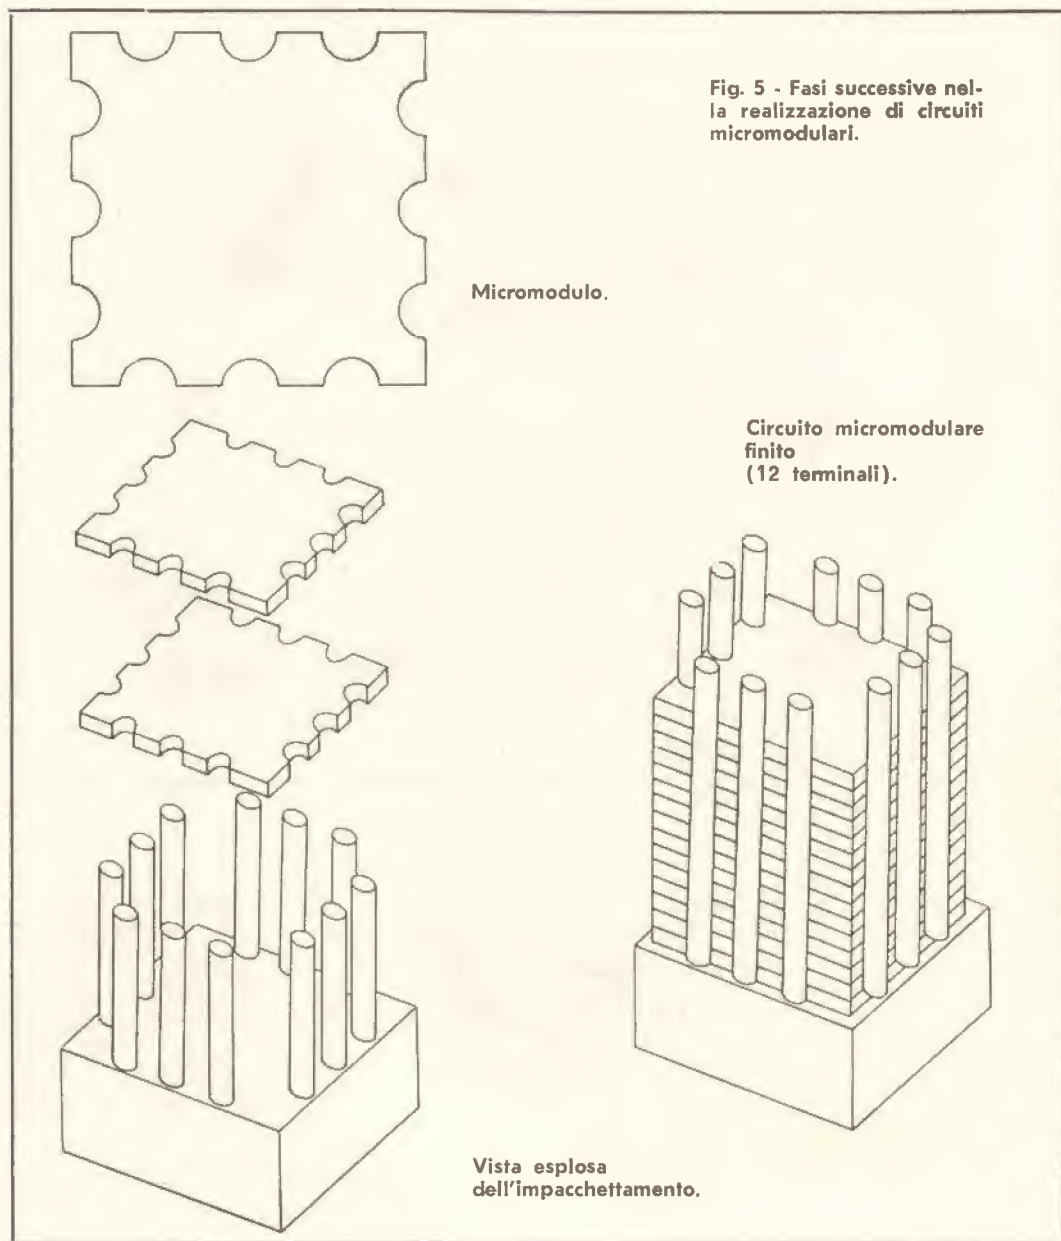 Fig. 5 - Fasi successive nel-
la realizzazione di circuiti
micromodulari.
Micromodulo.
Circuito micromodulare
finito
(12 terminali).
Vista esplosa
dell'impacchettamento.